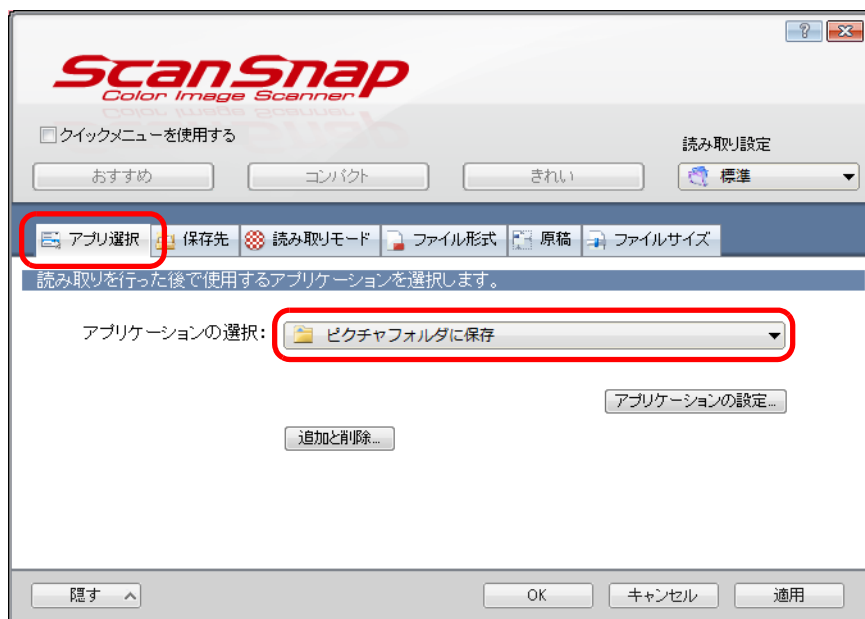 ScanSnap
Color Image Scanner
クイックメニューを使用する
読み取り設定
おすすめ
コンパクト
きれい
標準
アプリ選択
保存先
読み取りモード
ファイル形式
原稿
ファイルサイズ
読み取りを行った後で使用するアプリケーションを選択します。
アプリケーションの選択:
ピクチャフォルダに保存
アプリケーションの設定...
追加と削除...
隠す
OK
キャンセル
適用